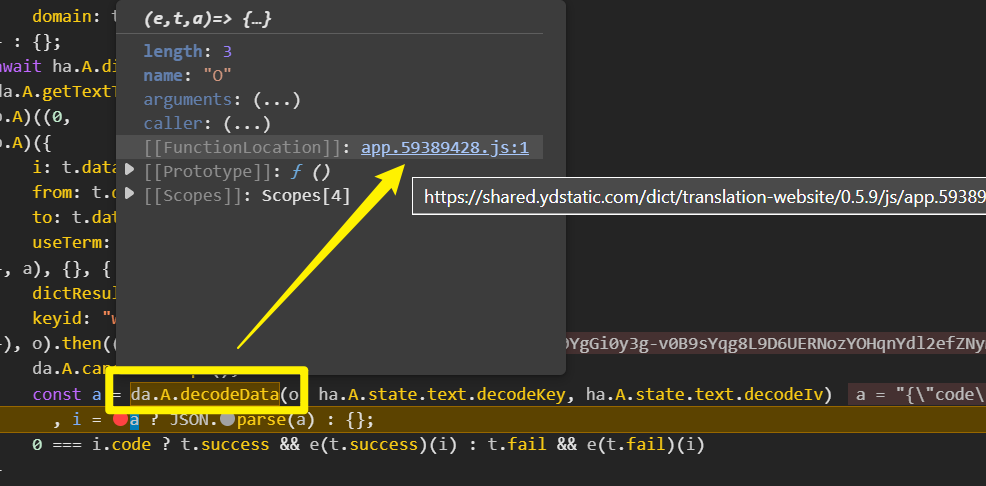 domain: t
: {};
await ha.A.di
da.A.getTextT
.A)((0,
.A)({
i: t.data
from: t.d
to: t.dat
useTerm:
, a), {}, {
dictResul
keyid: "w
), o).then((
da.A.can
const a = da.A.decodeData(o ha.A.state.text.decodeKey, ha.A.state.text.decodeIv) a = "{\"code\
, i = a ? JSON.parse(a) : {};
0 === i.code ? t.success && e(t.success)(i) : t.fail && e(t.fail)(i)
(e,t,a)=> {…}
length: 3
name: "O"
arguments: (...)
caller: (...)
[[FunctionLocation]]: app.59389428.js:1
[[Prototype]]: ƒ ()
[[Scopes]]: Scopes[4]
https://shared.ydstatic.com/dict/translation-website/0.5.9/js/app.59389
YgGi0y3g-v0B9sYqg8L9D6UERNozYOHqnYdl2efZNy